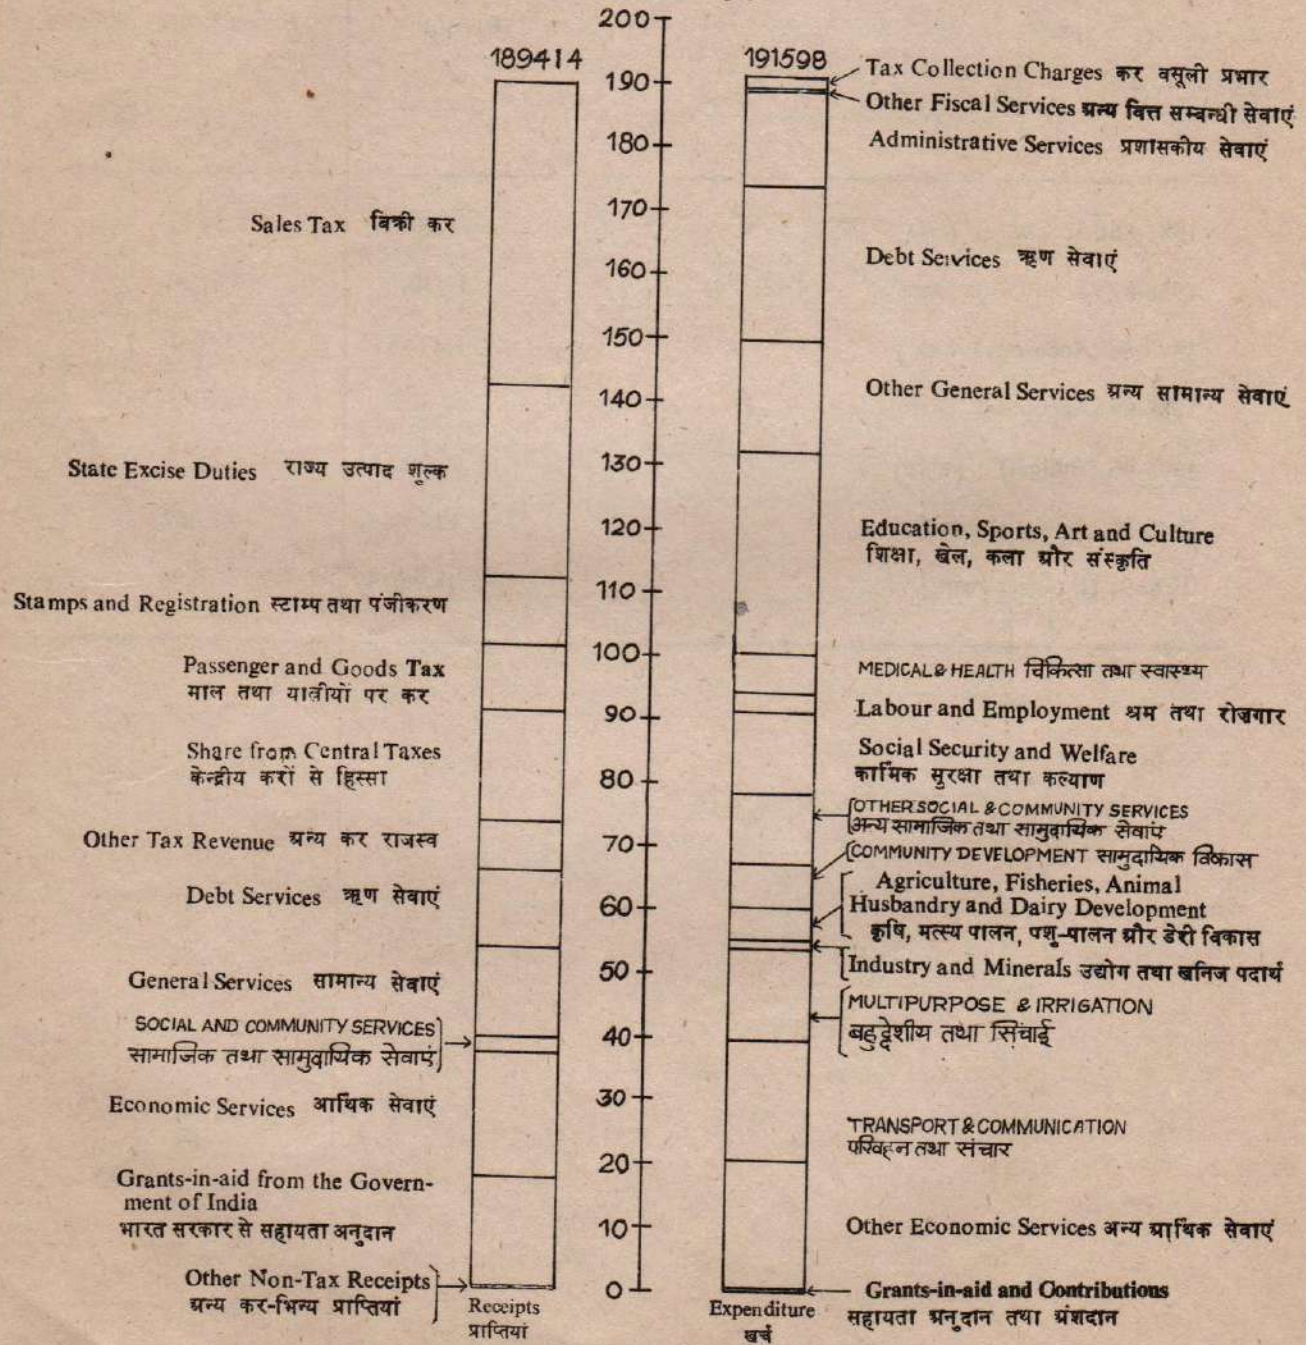 200
189414
191598
190
180
170
160
150
140
130
120
110
100
90
80
70
60
50
40
30
20
10
0
Sales Tax बिक्री कर
State Excise Duties राज्य उत्पाद शुल्क
Stamps and Registration स्टाम्प तथा पंजीकरण
Passenger and Goods Tax
माल तथा यात्रीयों पर कर
Share from Central Taxes
केन्द्रीय करों से हिस्सा
Other Tax Revenue अन्य कर राजस्व
Debt Services ऋण सेवाएं
General Services सामान्य सेवाएं
SOCIAL AND COMMUNITY SERVICES
सामाजिक तथा सामुदायिक सेवाएं
Economic Services आर्थिक सेवाएं
Grants-in-aid from the Govern-
ment of India
भारत सरकार से सहायता अनुदान
Other Non-Tax Receipts
अन्य कर-भिन्य प्राप्तियां
Receipts
प्राप्तियां
Tax Collection Charges कर वसूली प्रभार
Other Fiscal Services अन्य वित्त सम्बन्धी सेवाएं
Administrative Services प्रशासकीय सेवाएं
Debt Services ऋण सेवाएं
Other General Services अन्य सामान्य सेवाएं
Education, Sports, Art and Culture
शिक्षा, खेल, कला और संस्कृति
MEDICAL & HEALTH चिकित्सा तथा स्वास्थ्य
Labour and Employment श्रम तथा रोज़गार
Social Security and Welfare
कार्मिक सुरक्षा तथा कल्याण
OTHER SOCIAL & COMMUNITY SERVICES
अन्य सामाजिक तथा सामुदायिक सेवाएं
COMMUNITY DEVELOPMENT सामुदायिक विकास
Agriculture, Fisheries, Animal
Husbandry and Dairy Development
कृषि, मत्स्य पालन, पशु-पालन और डेरी विकास
Industry and Minerals उद्योग तथा खनिज पदार्थ
MULTIPURPOSE & IRRIGATION
बहुद्देशीय तथा सिंचाई
TRANSPORT & COMMUNICATION
परिवहन तथा संचार
Other Economic Services अन्य आर्थिक सेवाएं
Grants-in-aid and Contributions
सहायता अनुदान तथा अंशदान
Expenditure
खर्च